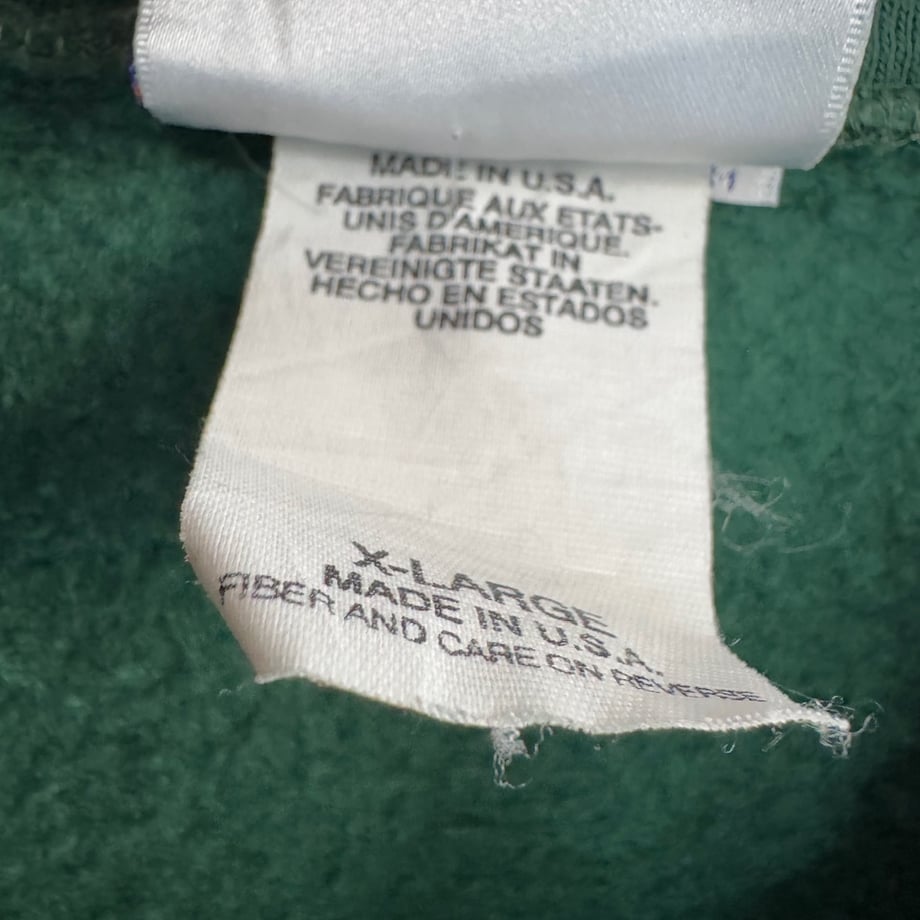 MADE IN U.S.A.
FABRIQUE AUX ETATS-
UNIS D'AMERIQUE.
FABRIKAT IN
VEREINIGTE STAATEN.
HECHO EN ESTADOS
UNIDOS
X-LARGE
MADE IN U.S.A.
FIBER AND CARE ON REVERSE